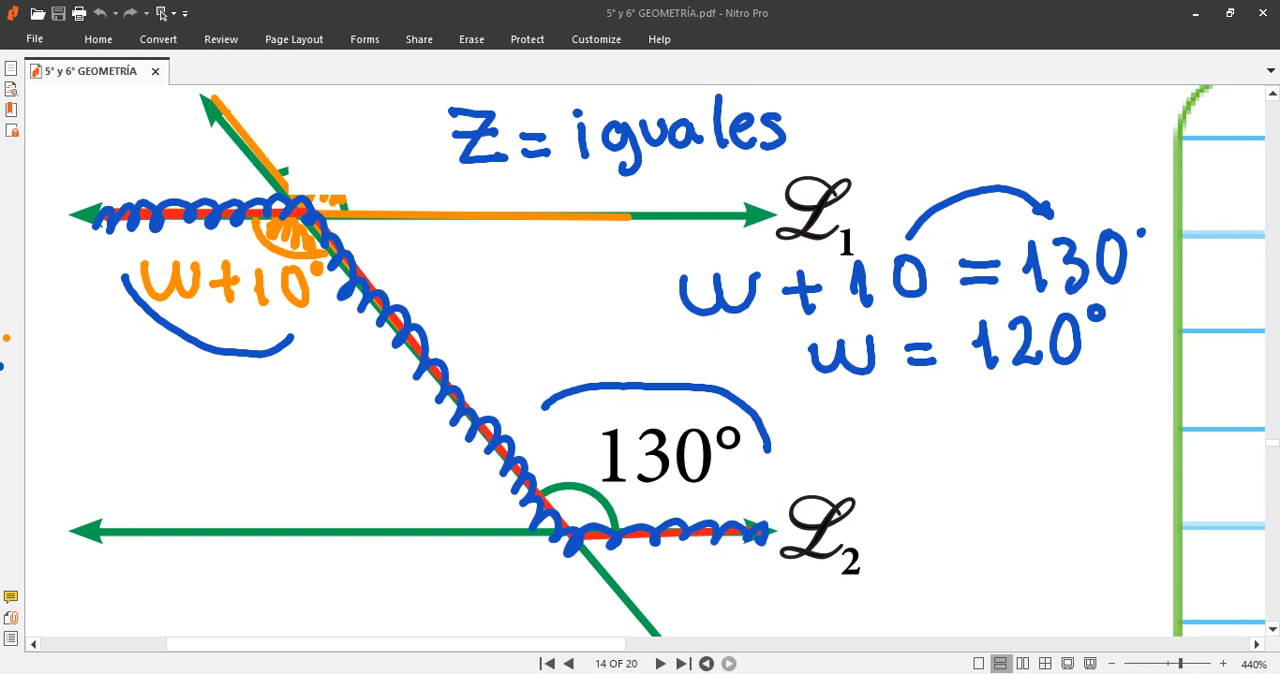 5° y 6° GEOMETRÍA.pdf - Nitro Pro
File Home Convert Review Page Layout Forms Share Erase Protect Customize Help
5° y 6° GEOMETRÍA
Z = iguales
ℒ1
w+10°
w + 10 = 130°
w = 120°
130°
ℒ2
14 OF 20
440%